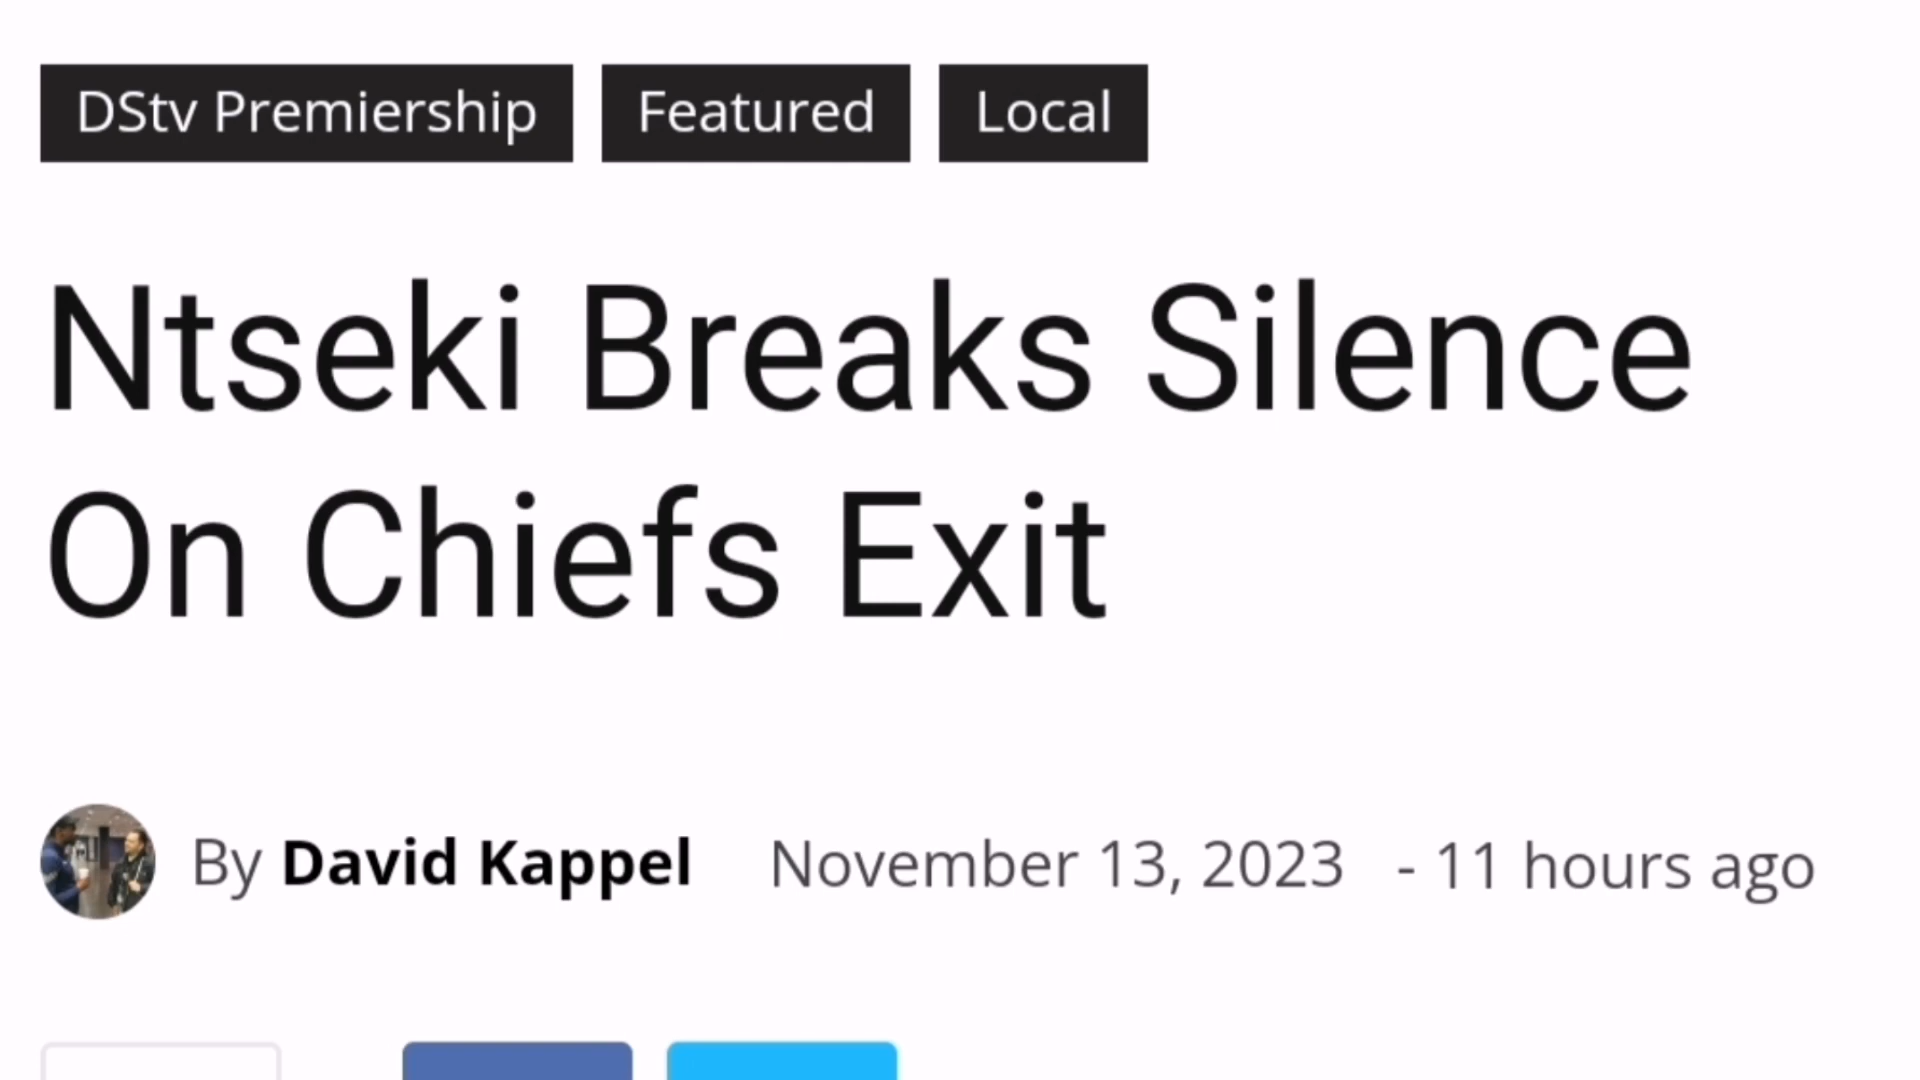 DStv Premiership Featured Local
Ntseki Breaks Silence
On Chiefs Exit
By David Kappel November 13, 2023 - 11 hours ago